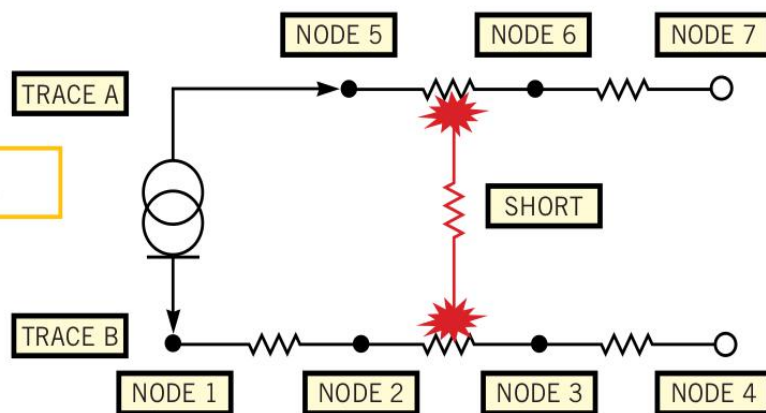 NODE 5
NODE 6
NODE 7
TRACE A
SHORT
TRACE B
NODE 1
NODE 2
NODE 3
NODE 4